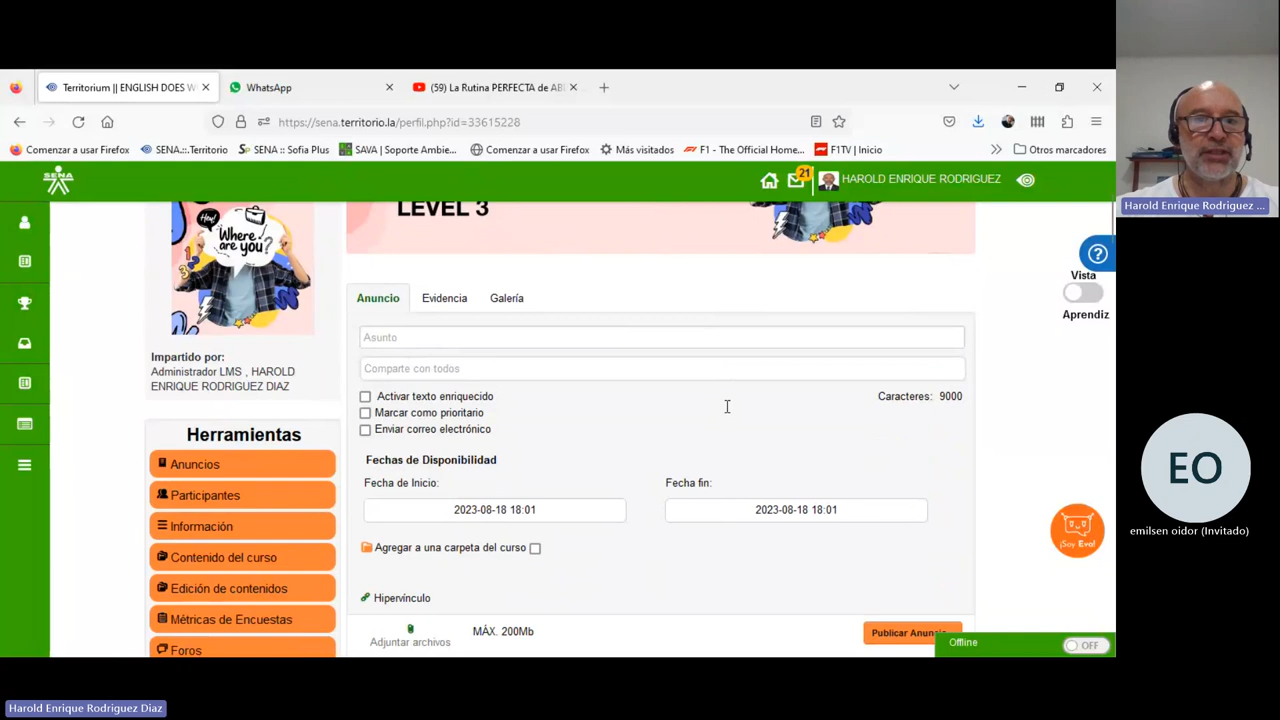 Territorium || ENGLISH DOES W
WhatsApp
(59) La Rutina PERFECTA de AB
https://sena.territorio.la/perfil.php?id=33615228
Comenzar a usar Firefox
SENA.::.Territorio
SENA :: Sofia Plus
SAVA | Soporte Ambie...
Comenzar a usar Firefox
Más visitados
F1 - The Official Home...
F1TV | Inicio
Otros marcadores
SENA
21
HAROLD ENRIQUE RODRIGUEZ
Hey!
Where are you?
LEVEL 3
Vista
Aprendiz
Anuncio
Evidencia
Galería
Asunto
Comparte con todos
Activar texto enriquecido
Caracteres: 9000
Marcar como prioritario
Enviar correo electrónico
Fechas de Disponibilidad
Fecha de Inicio:
Fecha fin:
2023-08-18 18:01
2023-08-18 18:01
Agregar a una carpeta del curso
Hipervínculo
Adjuntar archivos
MÁX. 200Mb
Publicar Anuncio
Offline
OFF
Impartido por:
Administrador LMS , HAROLD
ENRIQUE RODRIGUEZ DIAZ
Herramientas
Anuncios
Participantes
Información
Contenido del curso
Edición de contenidos
Métricas de Encuestas
Foros
¡Soy Evo!
Harold Enrique Rodriguez ...
EO
emilsen oidor (Invitado)
Harold Enrique Rodriguez Diaz